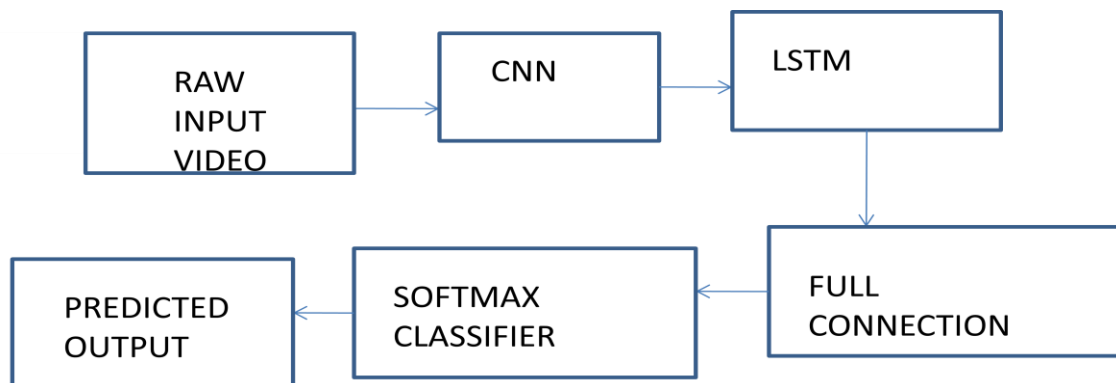 RAW
INPUT
VIDEO
CNN
LSTM
FULL
CONNECTION
SOFTMAX
CLASSIFIER
PREDICTED
OUTPUT